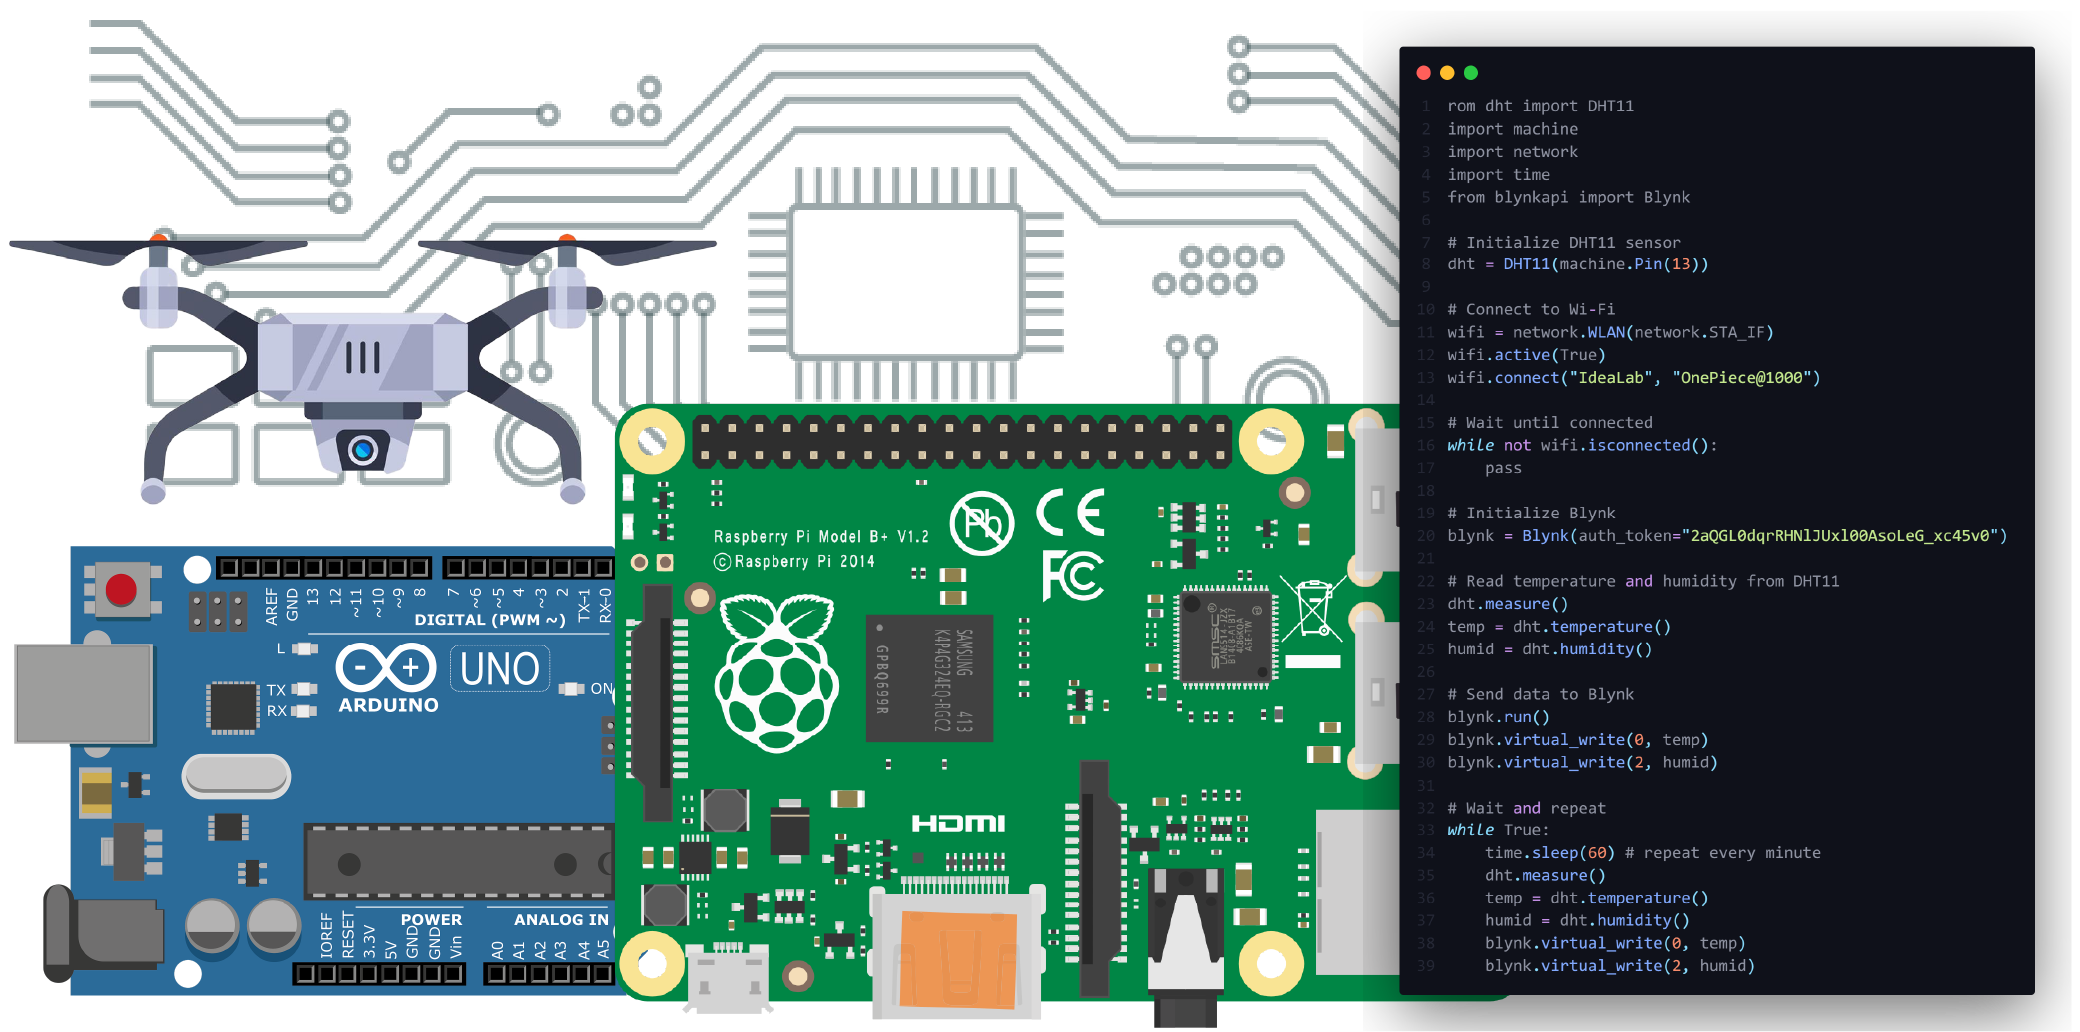 1 rom dht import DHT11
2 import machine
3 import network
4 import time
5 from blynkapi import Blynk
6
7 # Initialize DHT11 sensor
8 dht = DHT11(machine.Pin(13))
9
10 # Connect to Wi-Fi
11 wifi = network.WLAN(network.STA_IF)
12 wifi.active(True)
13 wifi.connect("IdeaLab", "OnePiece@1000")
14
15 # Wait until connected
16 while not wifi.isconnected():
17 pass
18
19 # Initialize Blynk
20 blynk = Blynk(auth_token="2aQGL0dqrRHNlJUxl00AsoLeG_xc45v0")
21
22 # Read temperature and humidity from DHT11
23 dht.measure()
24 temp = dht.temperature()
25 humid = dht.humidity()
26
27 # Send data to Blynk
28 blynk.run()
29 blynk.virtual_write(0, temp)
30 blynk.virtual_write(2, humid)
31
32 # Wait and repeat
33 while True:
34 time.sleep(60) # repeat every minute
35 dht.measure()
36 temp = dht.temperature()
37 humid = dht.humidity()
38 blynk.virtual_write(0, temp)
39 blynk.virtual_write(2, humid)
Raspberry Pi Model B+ V1.2
© Raspberry Pi 2014
Pb
CE
FC
SAMSUNG 413
K4P4G324EQ-RGC2
GPBQ699R
smsc
HDMI
AREF GND 13 12 ~11 ~10 ~9 8 7 ~6 ~5 4 ~3 2 TX-1 RX-0
DIGITAL (PWM ~)
L
TX
RX
ARDUINO
UNO
ON
POWER
ANALOG IN
IOREF RESET 3.3V 5V GND GND Vin A0 A1 A2 A3 A4 A5